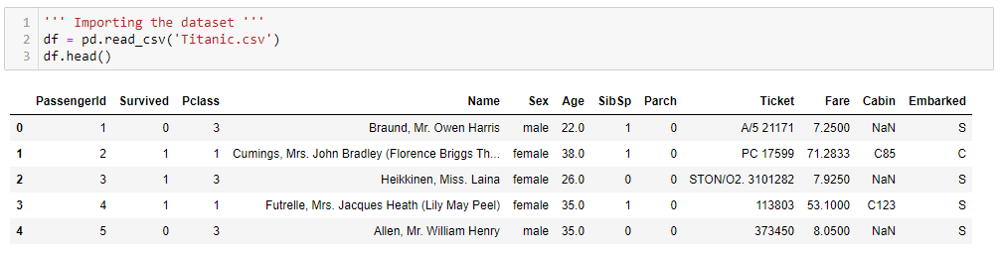 1 ''' Importing the dataset '''
2 df = pd.read_csv('Titanic.csv')
3 df.head()
PassengerId Survived Pclass Name Sex Age SibSp Parch Ticket Fare Cabin Embarked
0 1 0 3 Braund, Mr. Owen Harris male 22.0 1 0 A/5 21171 7.2500 NaN S
1 2 1 1 Cumings, Mrs. John Bradley (Florence Briggs Th... female 38.0 1 0 PC 17599 71.2833 C85 C
2 3 1 3 Heikkinen, Miss. Laina female 26.0 0 0 STON/O2. 3101282 7.9250 NaN S
3 4 1 1 Futrelle, Mrs. Jacques Heath (Lily May Peel) female 35.0 1 0 113803 53.1000 C123 S
4 5 0 3 Allen, Mr. William Henry male 35.0 0 0 373450 8.0500 NaN S